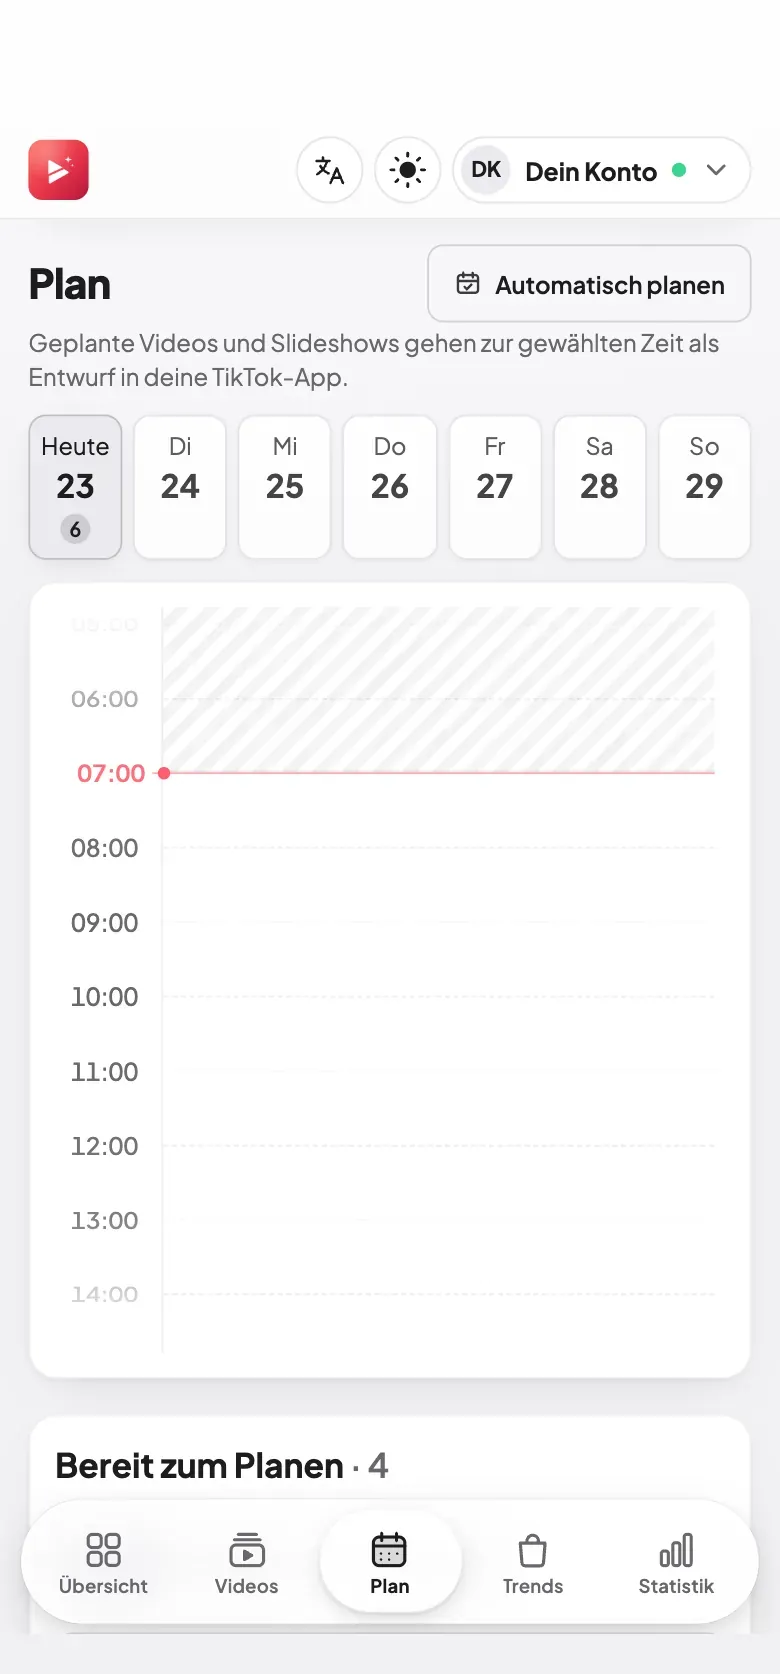 DK Dein Konto
Plan
Automatisch planen
Geplante Videos und Slideshows gehen zur gewählten Zeit als
Entwurf in deine TikTok-App.
Heute Di Mi Do Fr Sa So
23 24 25 26 27 28 29
6
05:00
06:00
07:00
08:00
09:00
10:00
11:00
12:00
13:00
14:00
Bereit zum Planen · 4
Übersicht Videos Plan Trends Statistik